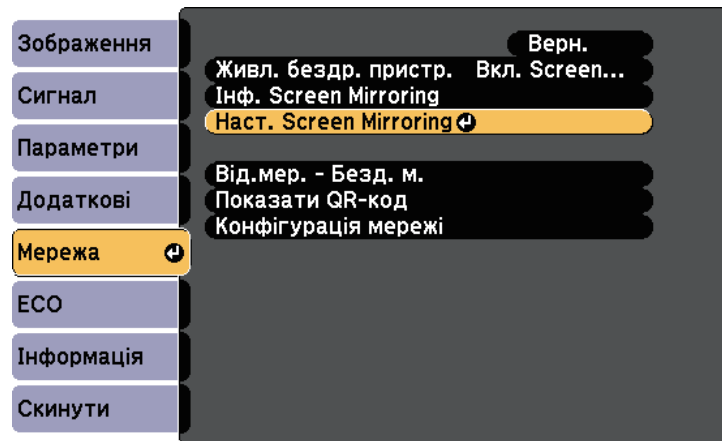 Зображення
Сигнал
Параметри
Додаткові
Мережа
ECO
Інформація
Скинути
Верн.
Живл. бездр. пристр. Вкл. Screen...
Інф. Screen Mirroring
Наст. Screen Mirroring
Від.мер. - Безд. м.
Показати QR-код
Конфігурація мережі